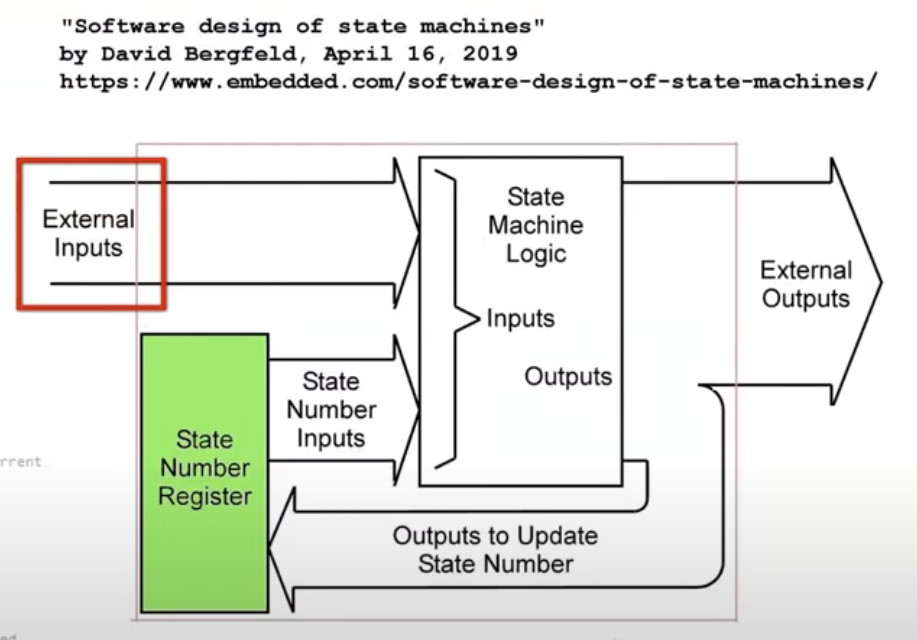 "Software design of state machines"
by David Bergfeld, April 16, 2019
https://www.embedded.com/software-design-of-state-machines/
External
Inputs
State
Machine
Logic
Inputs
Outputs
External
Outputs
State
Number
Inputs
State
Number
Register
Outputs to Update
State Number
rrent